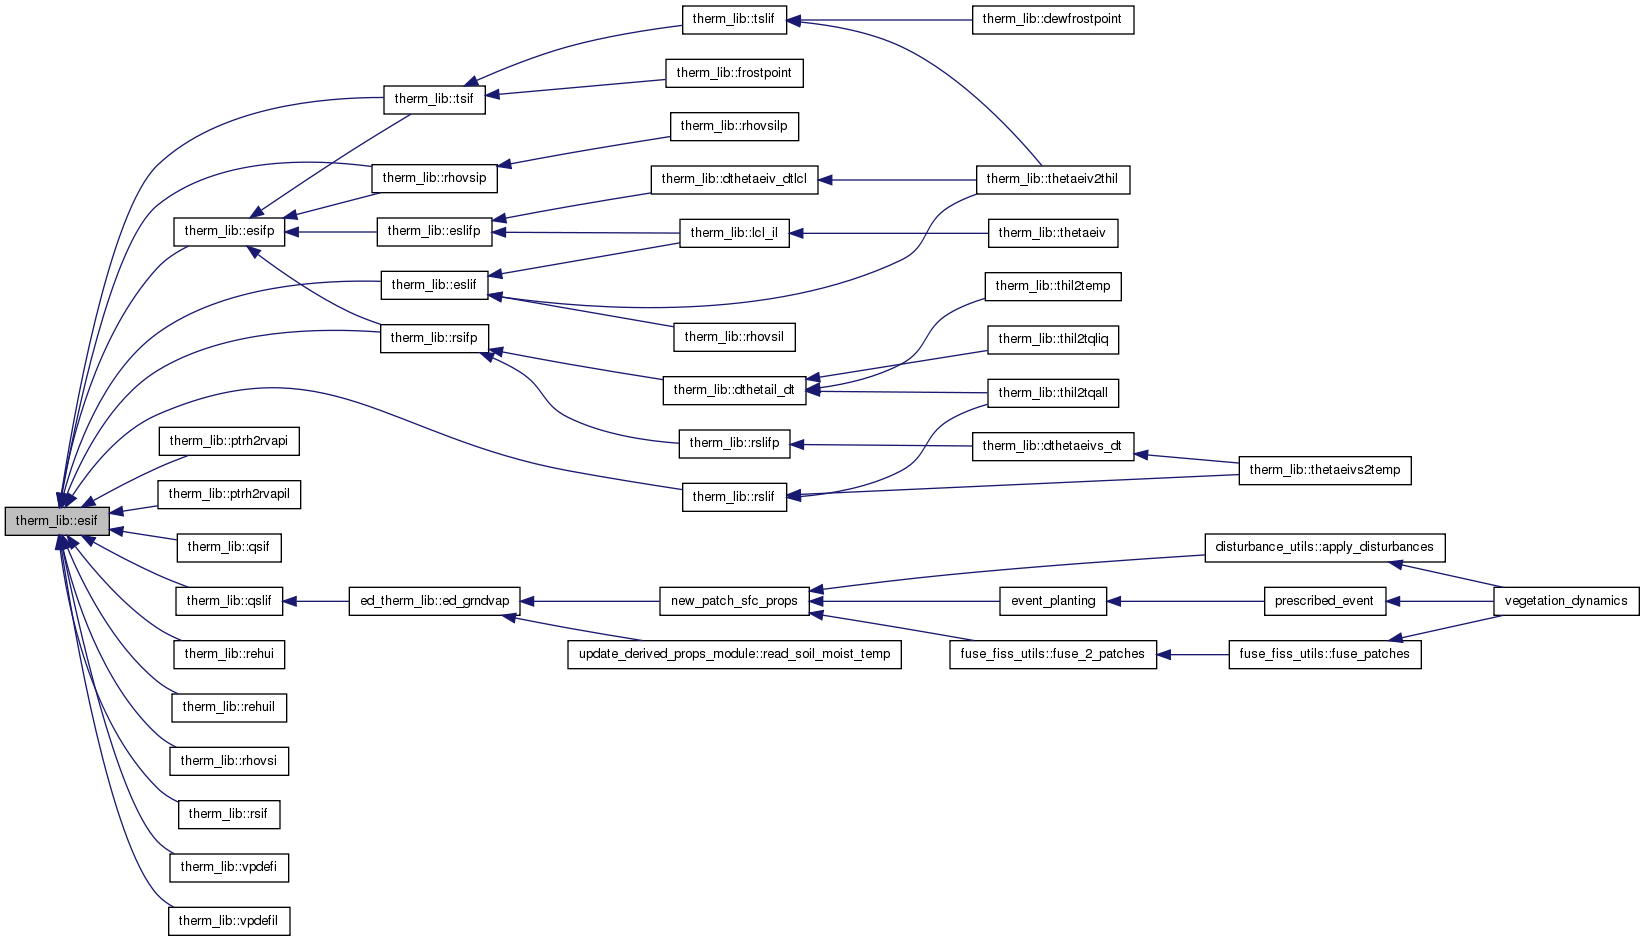 therm_lib::tslif
therm_lib::dewfrostpoint
therm_lib::frostpoint
therm_lib::tsif
therm_lib::rhovsilp
therm_lib::rhovsip
therm_lib::dthetaeiv_dtlcl
therm_lib::thetaeiv2thil
therm_lib::esifp
therm_lib::eslifp
therm_lib::lcl_il
therm_lib::thetaeiv
therm_lib::eslif
therm_lib::thil2temp
therm_lib::rsifp
therm_lib::rhovsil
therm_lib::thil2tqliq
therm_lib::dthetail_dt
therm_lib::thil2tqall
therm_lib::ptrh2rvapi
therm_lib::rslifp
therm_lib::dthetaeivs_dt
therm_lib::thetaeivs2temp
therm_lib::ptrh2rvapil
therm_lib::rslif
therm_lib::esif
therm_lib::qsif
disturbance_utils::apply_disturbances
therm_lib::qslif
ed_therm_lib::ed_grndvap
new_patch_sfc_props
event_planting
prescribed_event
vegetation_dynamics
therm_lib::rehui
update_derived_props_module::read_soil_moist_temp
fuse_fiss_utils::fuse_2_patches
fuse_fiss_utils::fuse_patches
therm_lib::rehuil
therm_lib::rhovsi
therm_lib::rsif
therm_lib::vpdefi
therm_lib::vpdefil